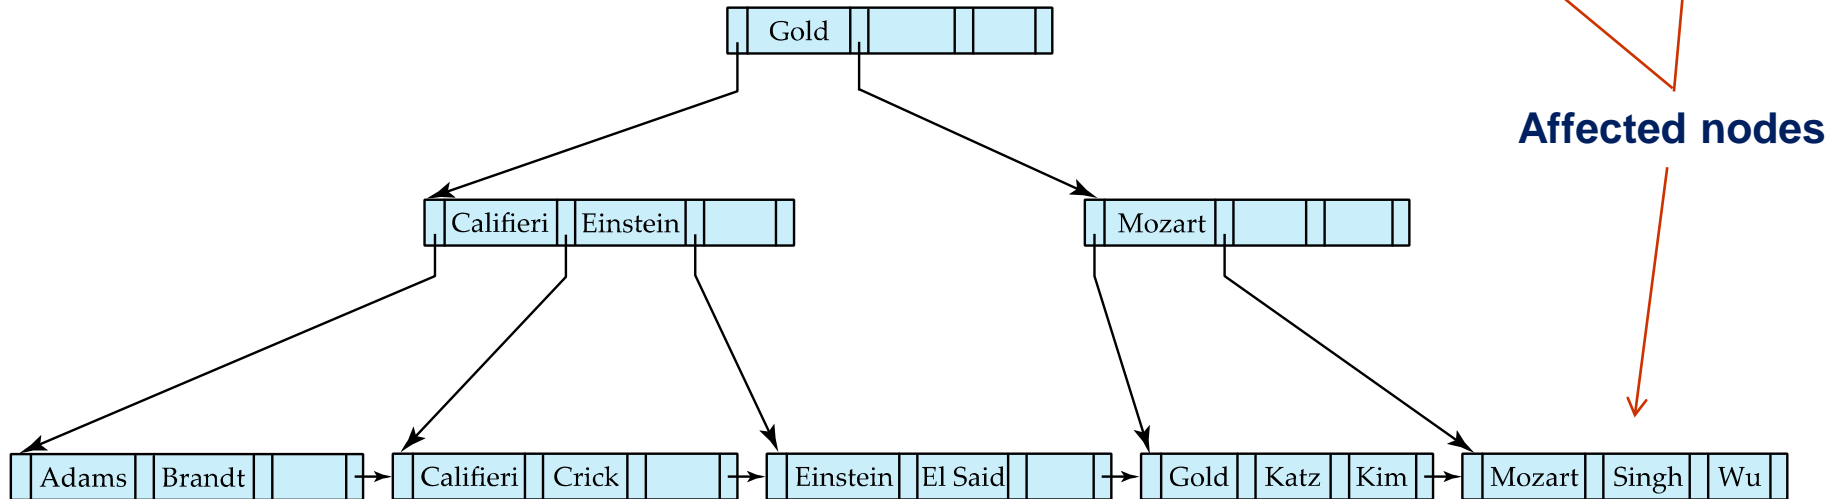 Gold
Affected nodes
Califieri Einstein
Mozart
Adams Brandt
Califieri Crick
Einstein El Said
Gold Katz Kim
Mozart Singh Wu